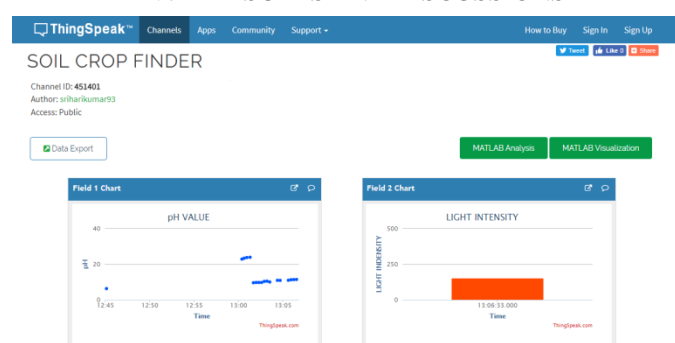 ThingSpeak™ Channels Apps Community Support How to Buy Sign In Sign Up
SOIL CROP FINDER
Tweet Like 0 Share
Channel ID: 451401
Author: sriharikumar93
Access: Public
Data Export MATLAB Analysis MATLAB Visualization
Field 1 Chart
pH VALUE
pH
40
20
0
12:45 12:50 12:55 13:00 13:05
Time
ThingSpeak.com
Field 2 Chart
LIGHT INTENSITY
LIGHT INDENSITY
500
250
0
13:06:33.000
Time
ThingSpeak.com